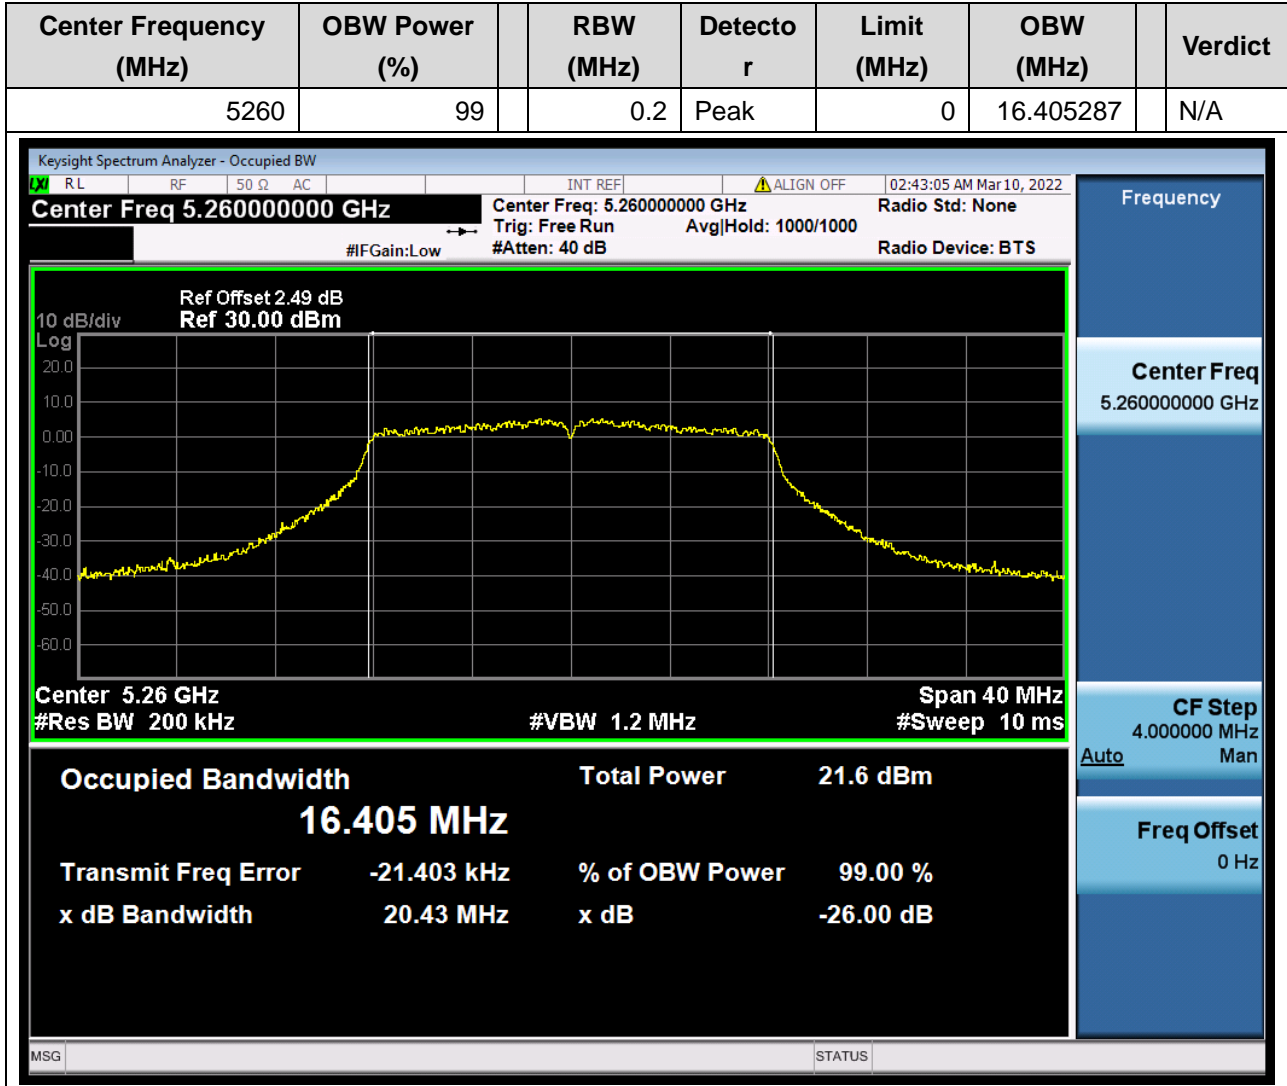 Center Frequency (MHz) OBW Power (%) RBW (MHz) Detecto r Limit (MHz) OBW (MHz) Verdict
5260 99 0.2 Peak 0 16.405287 N/A
Keysight Spectrum Analyzer - Occupied BW
LXI RL RF 50 Ω AC INT REF ALIGN OFF 02:43:05 AM Mar 10, 2022
Center Freq 5.260000000 GHz
Center Freq: 5.260000000 GHz
Radio Std: None
Trig: Free Run Avg|Hold: 1000/1000
#IFGain:Low
#Atten: 40 dB
Radio Device: BTS
Ref Offset 2.49 dB
10 dB/div Ref 30.00 dBm
Log
20.0
10.0
0.00
-10.0
-20.0
-30.0
-40.0
-50.0
-60.0
Center 5.26 GHz Span 40 MHz
#Res BW 200 kHz #VBW 1.2 MHz #Sweep 10 ms
Occupied Bandwidth Total Power 21.6 dBm
16.405 MHz
Transmit Freq Error -21.403 kHz % of OBW Power 99.00 %
x dB Bandwidth 20.43 MHz x dB -26.00 dB
Frequency
Center Freq
5.260000000 GHz
CF Step
4.000000 MHz
Auto Man
Freq Offset
0 Hz
MSG STATUS